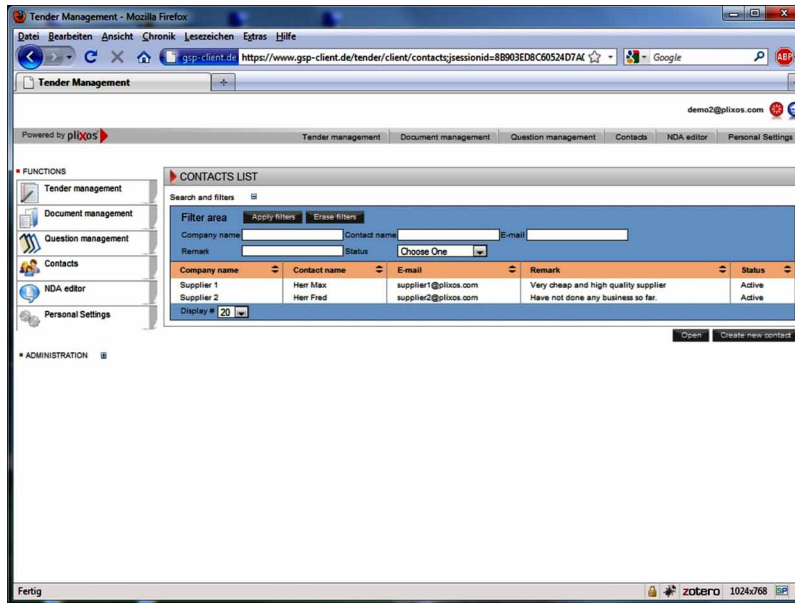 Tender Management - Mozilla Firefox
Datei Bearbeiten Ansicht Chronik Lesezeichen Extras Hilfe
gsp-client.de https://www.gsp-client.de/tender/client/contacts;jsessionid=8B903ED8C60524D7A( Google ABP
Tender Management
demo2@plixos.com
Powered by plixos Tender management Document management Question management Contacts NDA editor Personal Settings
FUNCTIONS
Tender management
Document management
Question management
Contacts
NDA editor
Personal Settings
ADMINISTRATION
CONTACTS LIST
Search and filters
Filter area Apply filters Erase filters
Company name Contact name E-mail
Remark Status Choose One
Company name Contact name E-mail Remark Status
Supplier 1 Herr Max supplier1@plixos.com Very cheap and high quality supplier Active
Supplier 2 Herr Fred supplier2@plixos.com Have not done any business so far. Active
Display # 20
Open Create new contact
Fertig zotero 1024x768 SP